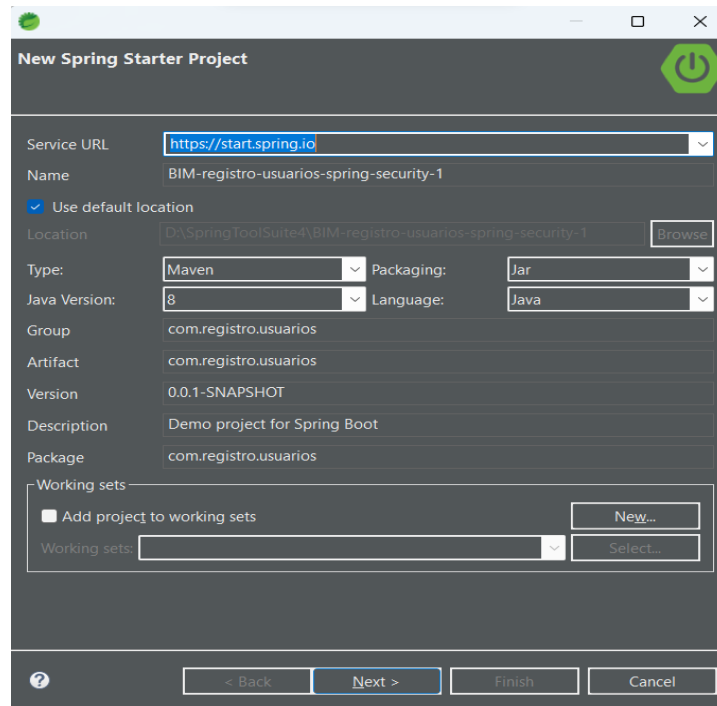 New Spring Starter Project
Service URL https://start.spring.io
Name BIM-registro-usuarios-spring-security-1
Use default location
Location D:\SpringToolSuite4\BIM-registro-usuarios-spring-security-1 Browse
Type: Maven Packaging: Jar
Java Version: 8 Language: Java
Group com.registro.usuarios
Artifact com.registro.usuarios
Version 0.0.1-SNAPSHOT
Description Demo project for Spring Boot
Package com.registro.usuarios
Working sets
Add project to working sets New...
Working sets: Select...
? < Back Next > Finish Cancel